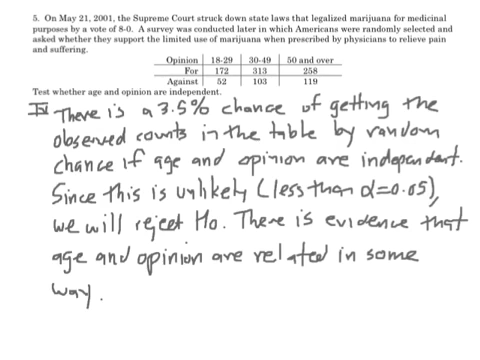 5. On May 21, 2001, the Supreme Court struck down state laws that legalized marijuana for medicinal
purposes by a vote of 8-0. A survey was conducted later in which Americans were randomly selected and
asked whether they support the limited use of marijuana when prescribed by physicians to relieve pain
and suffering.
Opinion 18-29 30-49 50 and over
For 172 313 258
Against 52 103 119
Test whether age and opinion are independent.
IV There is a 3.5% chance of getting the
observed counts in the table by random
chance if age and opinion are independent.
Since this is unlikely (less than α=0.05),
we will reject Ho. There is evidence that
age and opinion are related in some
way.